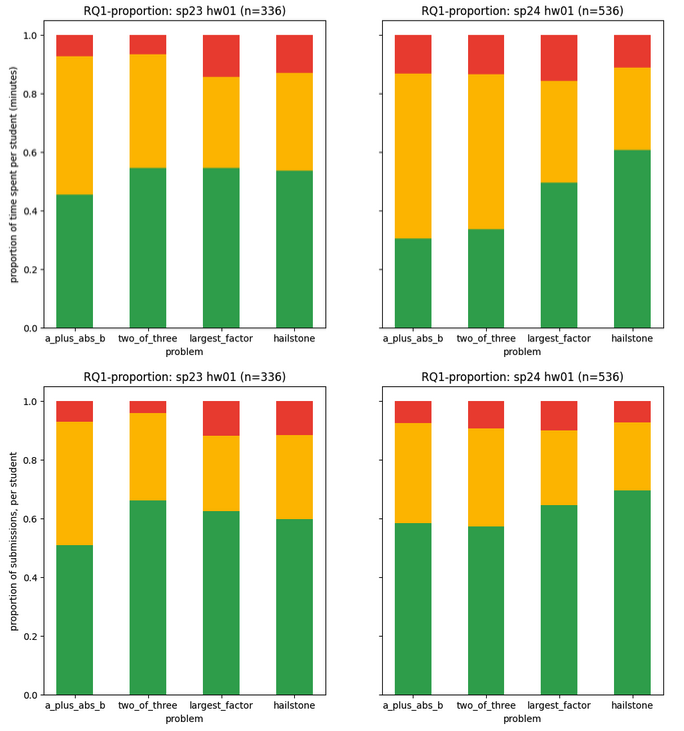 RQ1-proportion: sp23 hw01 (n=336)
proportion of time spent per student (minutes)
1.0
0.8
0.6
0.4
0.2
0.0
a_plus_abs_b two_of_three largest_factor hailstone
problem
RQ1-proportion: sp24 hw01 (n=536)
a_plus_abs_b two_of_three largest_factor hailstone
problem
RQ1-proportion: sp23 hw01 (n=336)
proportion of submissions, per student
1.0
0.8
0.6
0.4
0.2
0.0
a_plus_abs_b two_of_three largest_factor hailstone
problem
RQ1-proportion: sp24 hw01 (n=536)
a_plus_abs_b two_of_three largest_factor hailstone
problem